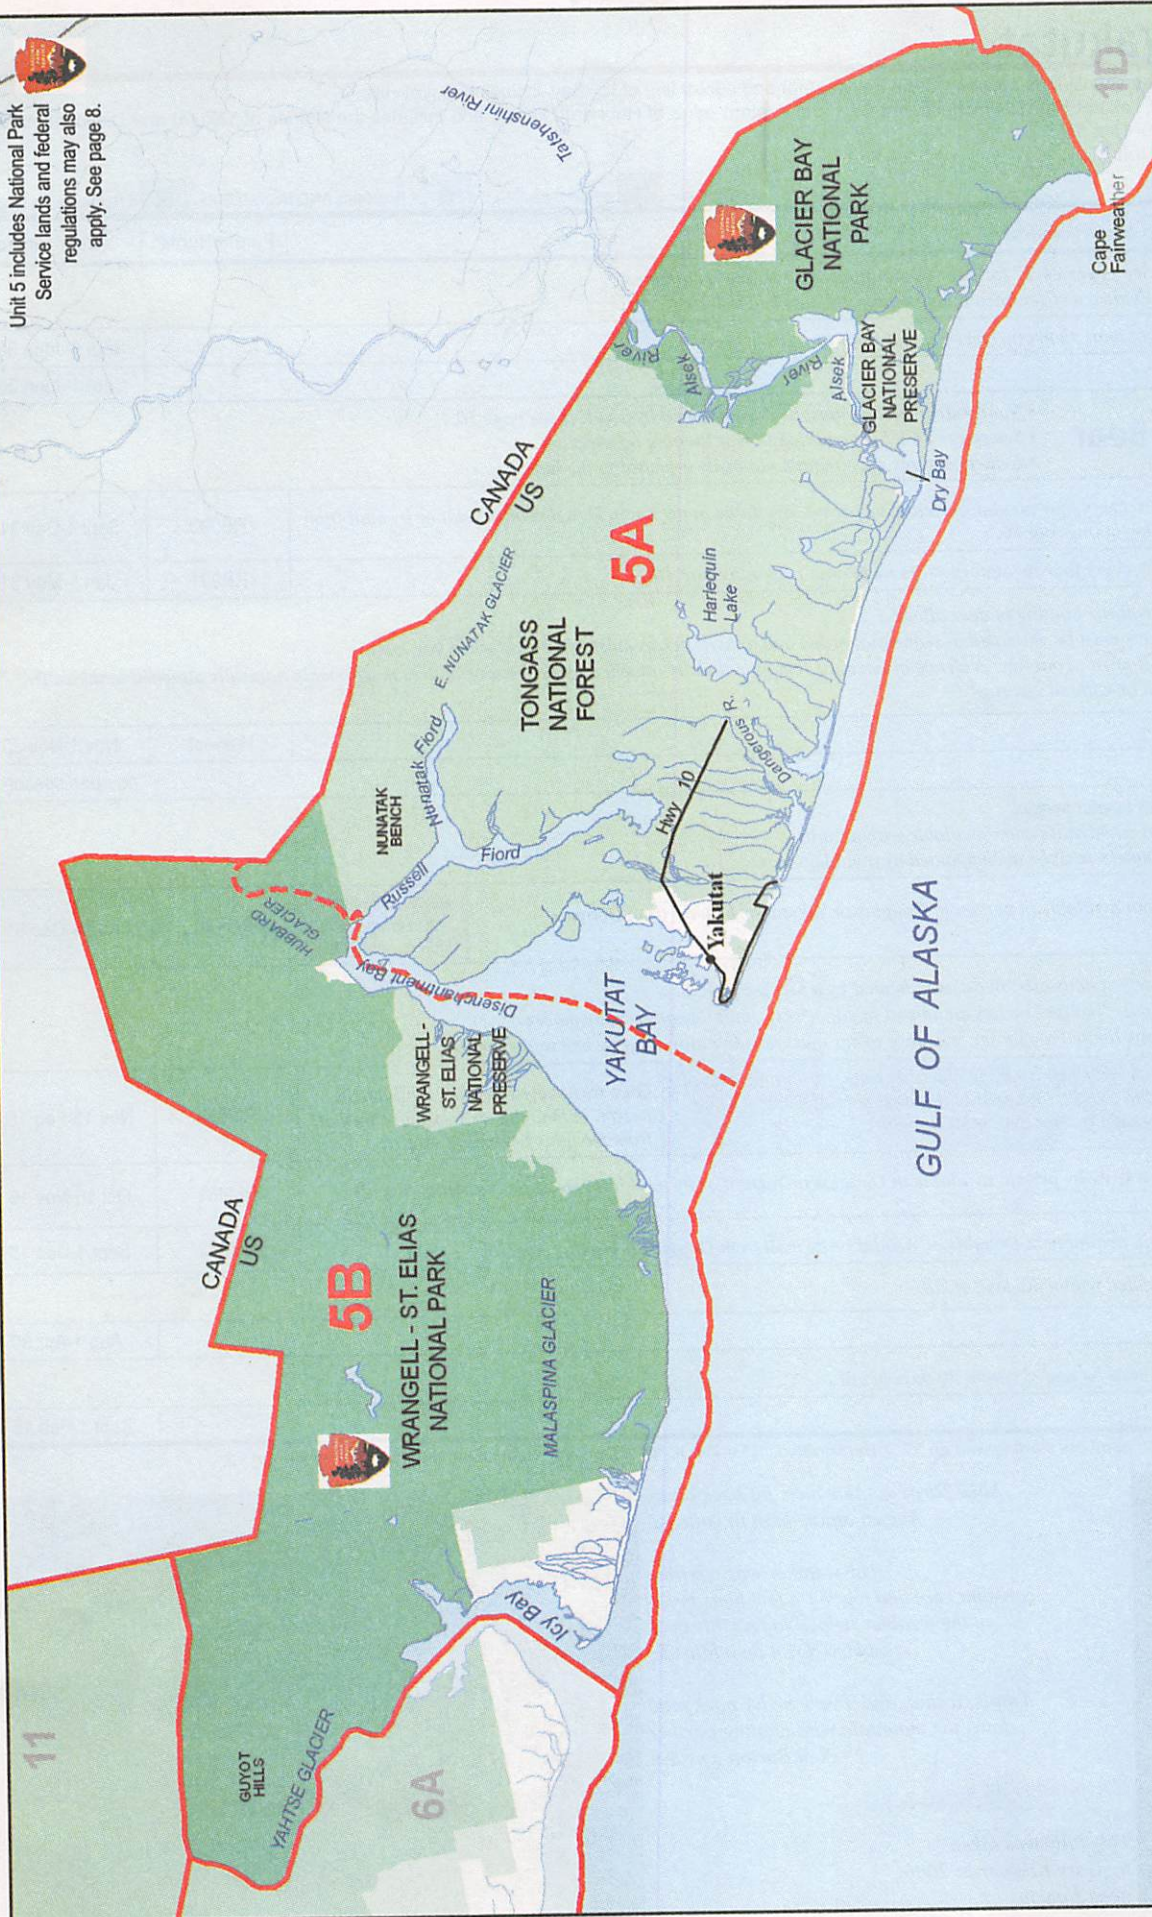 Unit 5 includes National Park
Service lands and federal
regulations may also
apply. See page 8.
11
6A
GUYOT
HILLS
YAHTSE GLACIER
Icy Bay
CANADA
US
5B
WRANGELL - ST. ELIAS
NATIONAL PARK
MALASPINA GLACIER
WRANGELL -
ST. ELIAS
NATIONAL
PRESERVE
HUBBARD
GLACIER
Disenchantment Bay
YAKUTAT
BAY
Yakutat
NUNATAK
BENCH
Russell
Fiord
Nunatak Fiord
E. NUNATAK GLACIER
TONGASS
NATIONAL
FOREST
Hwy 10
Dangerous R.
Harlequin
Lake
5A
CANADA
US
Tatshenshini River
Alsek
River
Alsek
River
GLACIER BAY
NATIONAL
PARK
GLACIER BAY
NATIONAL
PRESERVE
Dry Bay
Cape
Fairweather
1D
GULF OF ALASKA